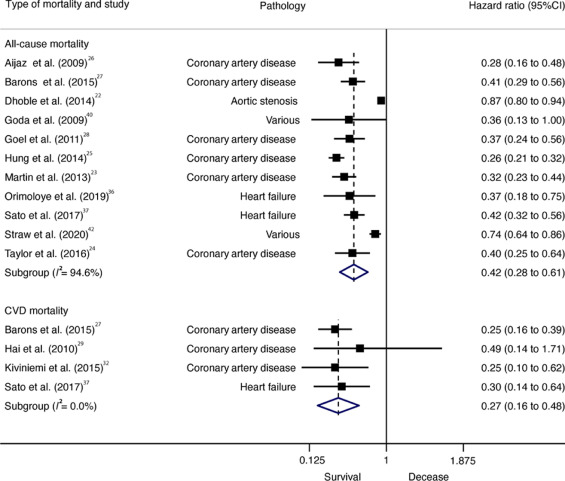 Type of mortality and study Pathology Hazard ratio (95%CI)
All-cause mortality
Aijaz et al. (2009)26 Coronary artery disease 0.28 (0.16 to 0.48)
Barons et al. (2015)27 Coronary artery disease 0.41 (0.29 to 0.56)
Dhoble et al. (2014)22 Aortic stenosis 0.87 (0.80 to 0.94)
Goda et al. (2009)40 Various 0.36 (0.13 to 1.00)
Goel et al. (2011)28 Coronary artery disease 0.37 (0.24 to 0.56)
Hung et al. (2014)25 Coronary artery disease 0.26 (0.21 to 0.32)
Martin et al. (2013)23 Coronary artery disease 0.32 (0.23 to 0.44)
Orimoloye et al. (2019)36 Heart failure 0.37 (0.18 to 0.75)
Sato et al. (2017)37 Heart failure 0.42 (0.32 to 0.56)
Straw et al. (2020)42 Various 0.74 (0.64 to 0.86)
Taylor et al. (2016)24 Coronary artery disease 0.40 (0.25 to 0.64)
Subgroup (I2= 94.6%) 0.42 (0.28 to 0.61)
CVD mortality
Barons et al. (2015)27 Coronary artery disease 0.25 (0.16 to 0.39)
Hai et al. (2010)29 Coronary artery disease 0.49 (0.14 to 1.71)
Kiviniemi et al. (2015)32 Coronary artery disease 0.25 (0.10 to 0.62)
Sato et al. (2017)37 Heart failure 0.30 (0.14 to 0.64)
Subgroup (I2= 0.0%) 0.27 (0.16 to 0.48)
0.125 1 1.875
Survival Decease